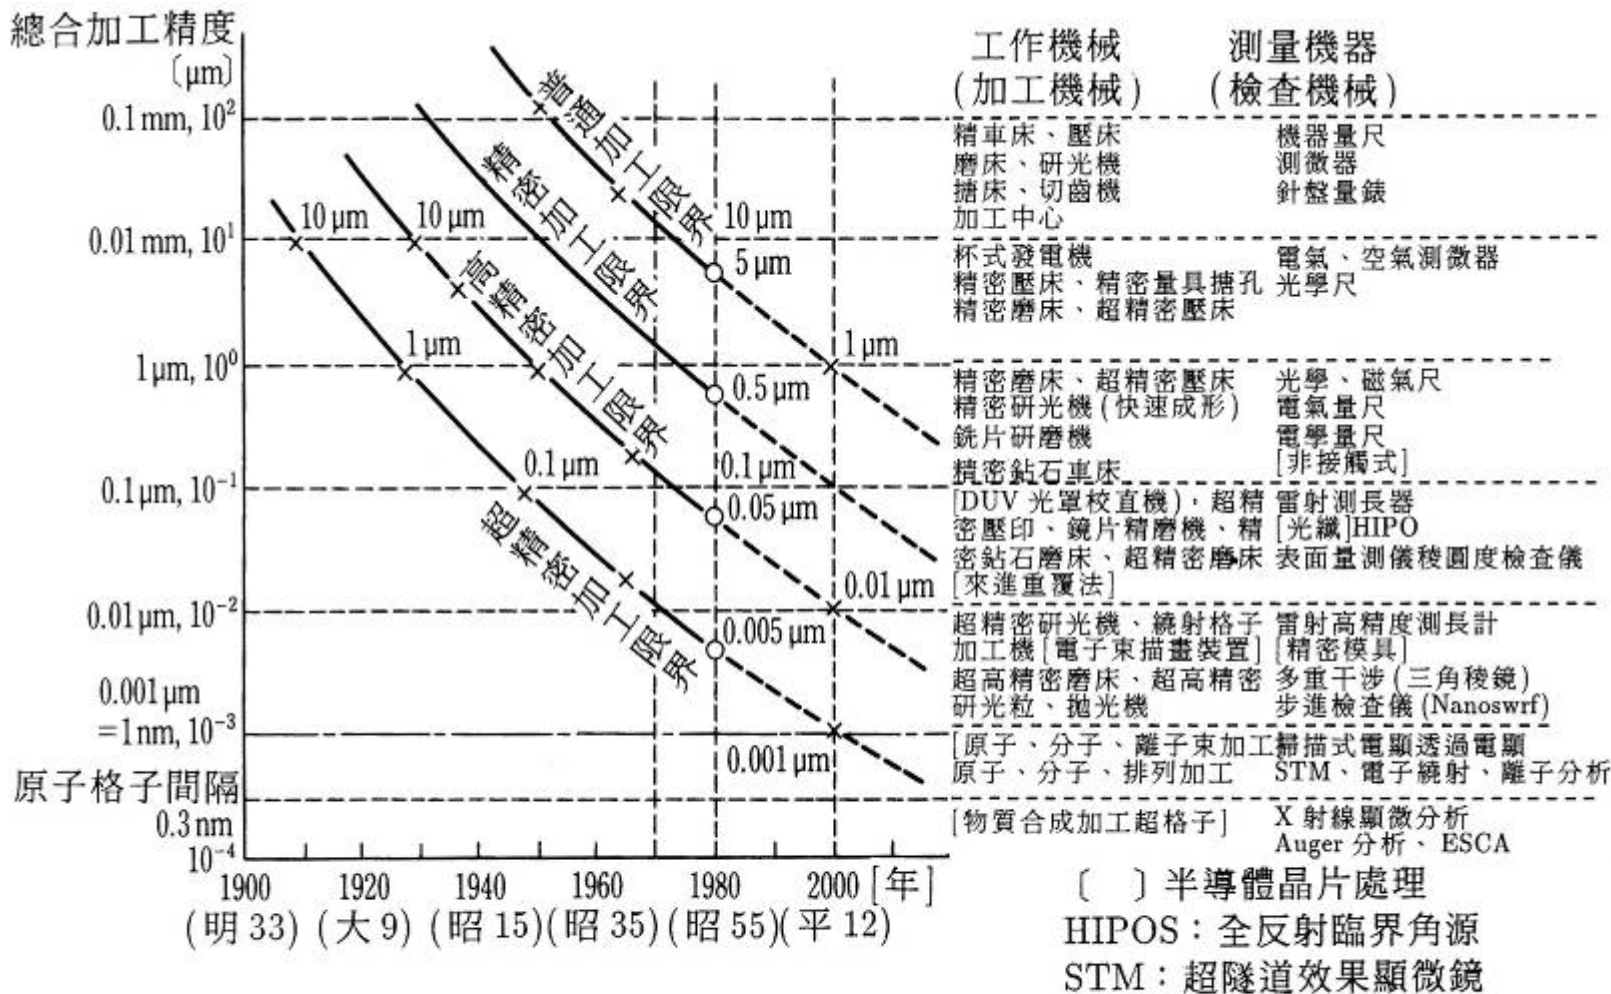 總合加工精度
〔μm〕
0.1 mm, 10²
0.01 mm, 10¹
1 μm, 10⁰
0.1 μm, 10⁻¹
0.01 μm, 10⁻²
0.001 μm
=1 nm, 10⁻³
原子格子間隔
0.3 nm
10⁻⁴
1900
1920
1940
1960
1980
2000
[年]
(明 33)
(大 9)
(昭 15)
(昭 35)
(昭 55)
(平 12)
普通加工限界
精密加工限界
高精密加工限界
超精密加工限界
10 μm
10 μm
10 μm
5 μm
1 μm
1 μm
0.5 μm
0.1 μm
0.1 μm
0.05 μm
0.01 μm
0.005 μm
0.001 μm
工作機械
(加工機械)
精車床、壓床
磨床、研光機
搪床、切齒機
加工中心
杯式發電機
精密壓床、精密量具搪孔
精密磨床、超精密壓床
精密磨床、超精密壓床
精密研光機(快速成形)
銑片研磨機
精密鉆石車床
[DUV 光罩校直機),超精
密壓印、鏡片精磨機、精
密鉆石磨床、超精密磨床
[來進重覆法]
超精密研光機、繞射格子
加工機[電子束描畫裝置]
超高精密磨床、超高精密
研光粒、拋光機
[原子、分子、離子束加工
原子、分子、排列加工
[物質合成加工超格子]
測量機器
(檢查機械)
機器量尺
測微器
針盤量錶
電氣、空氣測微器
光學尺
光學、磁氣尺
電氣量尺
電學量尺
[非接觸式]
雷射測長器
[光纖]HIPO
表面量測儀稜圓度檢查儀
雷射高精度測長計
[精密模具]
多重干涉(三角稜鏡)
步進檢查儀(Nanoswrf)
掃描式電顯透過電顯
STM、電子繞射、離子分析
X 射線顯微分析
Auger 分析、ESCA
〔 〕半導體晶片處理
HIPOS:全反射臨界角源
STM:超隧道效果顯微鏡